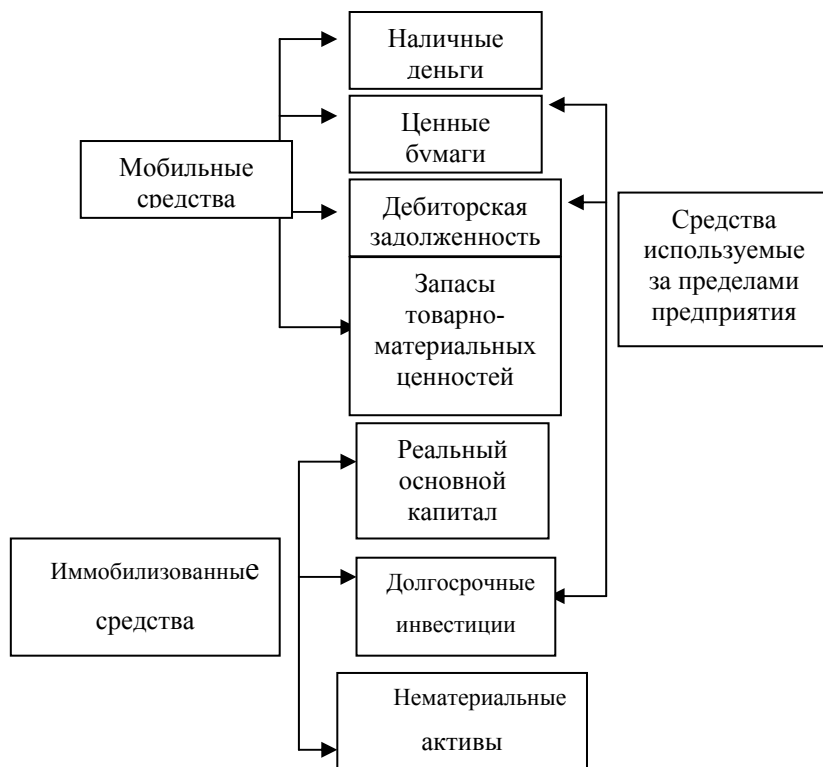 Наличные
деньги
Ценные
бумаги
Мобильные
средства
Дебиторская
задолженность
Средства
используемые
за пределами
предприятия
Запасы
товарно-
материальных
ценностей
Реальный
основной
капитал
Иммобилизованные
средства
Долгосрочные
инвестиции
Нематериальные
активы